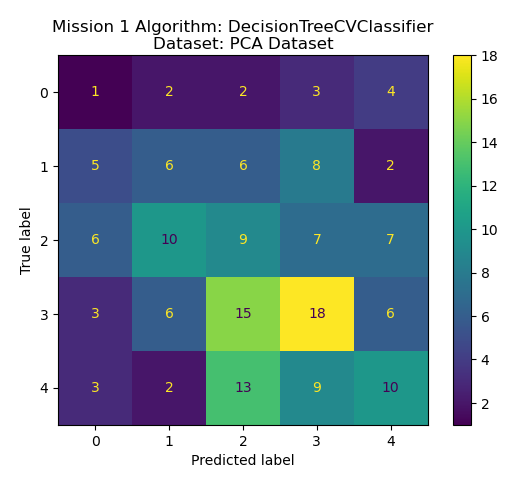 Mission 1 Algorithm: DecisionTreeCVClassifier
Dataset: PCA Dataset
True label
0 1 2 2 3 4
1 5 6 6 8 2
2 6 10 9 7 7
3 3 6 15 18 6
4 3 2 13 9 10
0 1 2 3 4
Predicted label
18
16
14
12
10
8
6
4
2